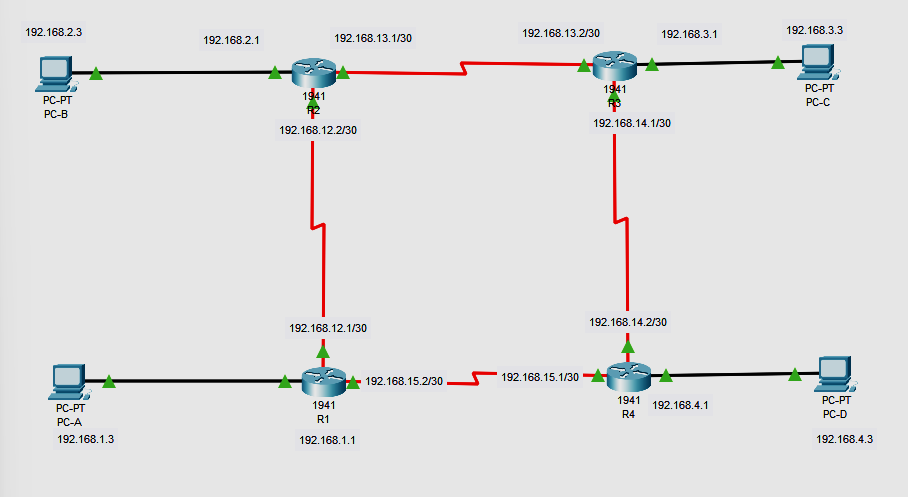 192.168.2.3
192.168.2.1
192.168.13.1/30
192.168.13.2/30
192.168.3.1
192.168.3.3
PC-PT
PC-B
1941
R2
1941
R3
PC-PT
PC-C
192.168.12.2/30
192.168.14.1/30
192.168.12.1/30
192.168.14.2/30
192.168.15.2/30
192.168.15.1/30
PC-PT
PC-A
1941
R1
1941
R4
192.168.4.1
PC-PT
PC-D
192.168.1.3
192.168.1.1
192.168.4.3